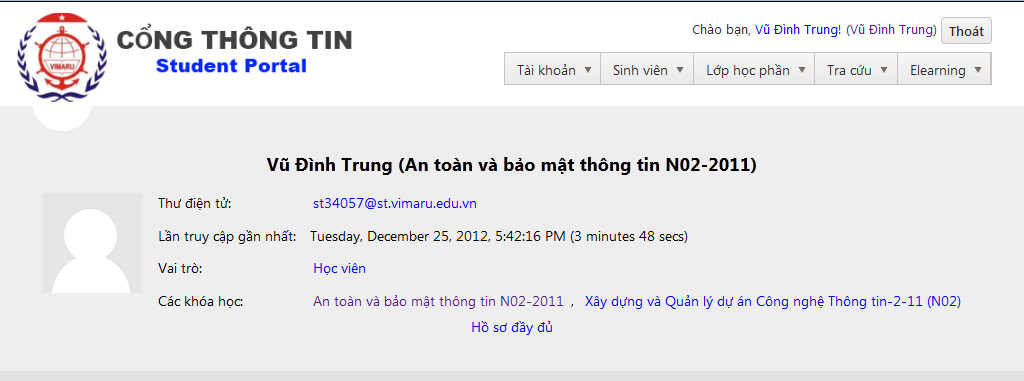 VIMARU
CỔNG THÔNG TIN
Student Portal
Chào bạn, Vũ Đình Trung! (Vũ Đình Trung) Thoát
Tài khoản Sinh viên Lớp học phần Tra cứu Elearning
Vũ Đình Trung (An toàn và bảo mật thông tin N02-2011)
Thư điện tử: st34057@st.vimaru.edu.vn
Lần truy cập gần nhất: Tuesday, December 25, 2012, 5:42:16 PM (3 minutes 48 secs)
Vai trò: Học viên
Các khóa học: An toàn và bảo mật thông tin N02-2011 , Xây dựng và Quản lý dự án Công nghệ Thông tin-2-11 (N02)
Hồ sơ đầy đủ